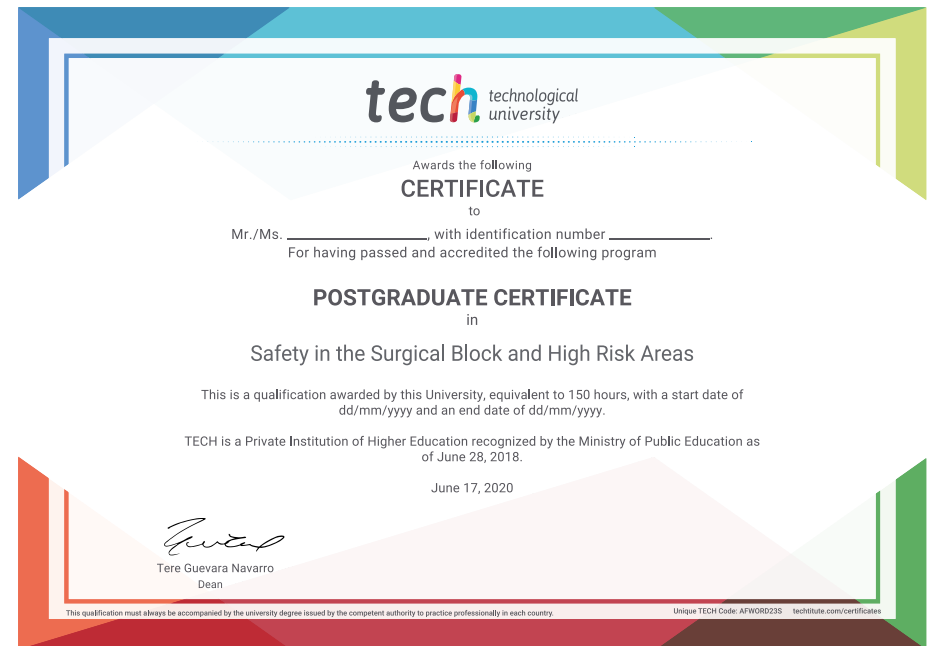 tech technological
university
Awards the following
CERTIFICATE
to
Mr./Ms. ____________________, with identification number ______________.
For having passed and accredited the following program
POSTGRADUATE CERTIFICATE
in
Safety in the Surgical Block and High Risk Areas
This is a qualification awarded by this University, equivalent to 150 hours, with a start date of
dd/mm/yyyy and an end date of dd/mm/yyyy.
TECH is a Private Institution of Higher Education recognized by the Ministry of Public Education as
of June 28, 2018.
June 17, 2020
Tere Guevara Navarro
Dean
This qualification must always be accompanied by the university degree issued by the competent authority to practice professionally in each country.
Unique TECH Code: AFWORD23S techtitute.com/certificates